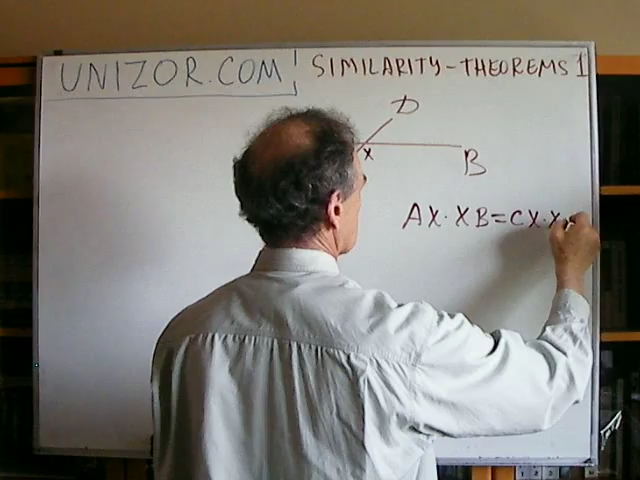 UNIZOR.COM
SIMILARITY-THEOREMS 1
D
X
B
AX·XB=CX·X